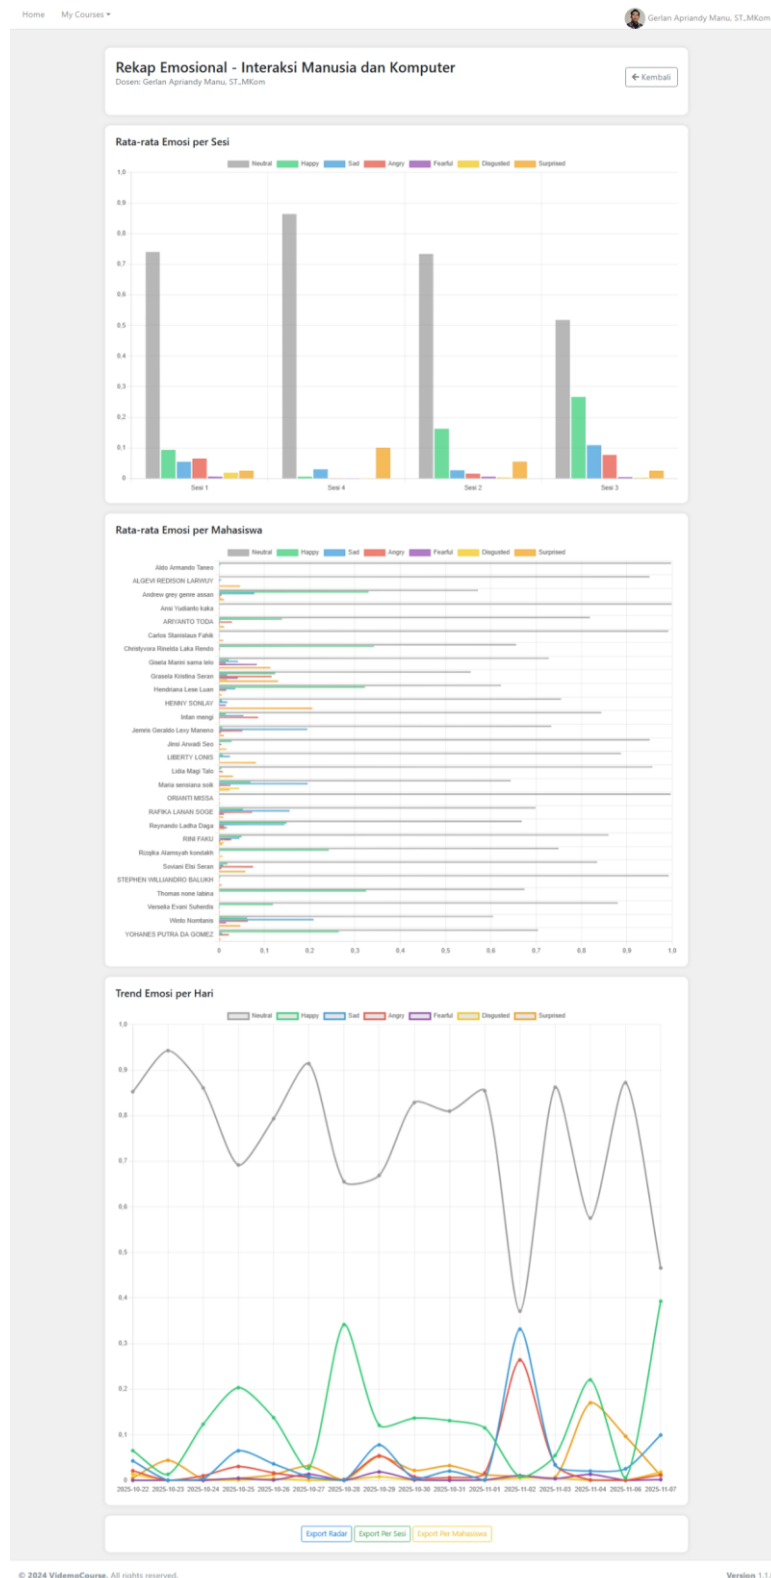 Home My Courses Gerlan Apriandy Manu, ST.,MKom
Rekap Emosional - Interaksi Manusia dan Komputer
Dosen: Gerlan Apriandy Manu, ST.,MKom
← Kembali
Rata-rata Emosi per Sesi
Neutral Happy Sad Angry Fearful Disgusted Surprised
1,0
0,9
0,8
0,7
0,6
0,5
0,4
0,3
0,2
0,1
0
Sesi 1 Sesi 4 Sesi 2 Sesi 3
Rata-rata Emosi per Mahasiswa
Neutral Happy Sad Angry Fearful Disgusted Surprised
Aldo Armando Taneo
ALGEVI REDISON LARWUY
Andrew grey genre assan
Ansi Yudianto kaka
ARIYANTO TODA
Carlos Stanislaus Fahik
Christyvora Rinelda Laka Rendo
Gisela Marini sama lelo
Grasela Kristina Seran
Hendriana Lese Luan
HENNY SONLAY
Intan mengi
Jemris Geraldo Levy Maneno
Jinsi Arwadi Seo
LIBERTY LONIS
Lidia Magi Talo
Maria sensiana
ORIANTI MISSA
RAFIKA LANAN SOGE
Reynando Ladha Daga
RINI FAKU
Rizqika Alamsyah kondakh
Soviani Elsi Seran
STEPHEN WILLIANDRO BALUKH
Thomas none labina
Verselia Evani Suherdis
Winto Nomtanis
YOHANES PUTRA DA GOMEZ
0 0,1 0,2 0,3 0,4 0,5 0,6 0,7 0,8 0,9 1,0
Trend Emosi per Hari
Neutral Happy Sad Angry Fearful Disgusted Surprised
1,0
0,9
0,8
0,7
0,6
0,5
0,4
0,3
0,2
0,1
0
2025-10-22 2025-10-23 2025-10-24 2025-10-25 2025-10-26 2025-10-27 2025-10-28 2025-10-29 2025-10-30 2025-10-31 2025-11-01 2025-11-02 2025-11-03 2025-11-04 2025-11-06 2025-11-07
Export Radar Export Per Sesi Export Per Mahasiswa
© 2024 VidemoCourse. All rights reserved. Version 1.1.